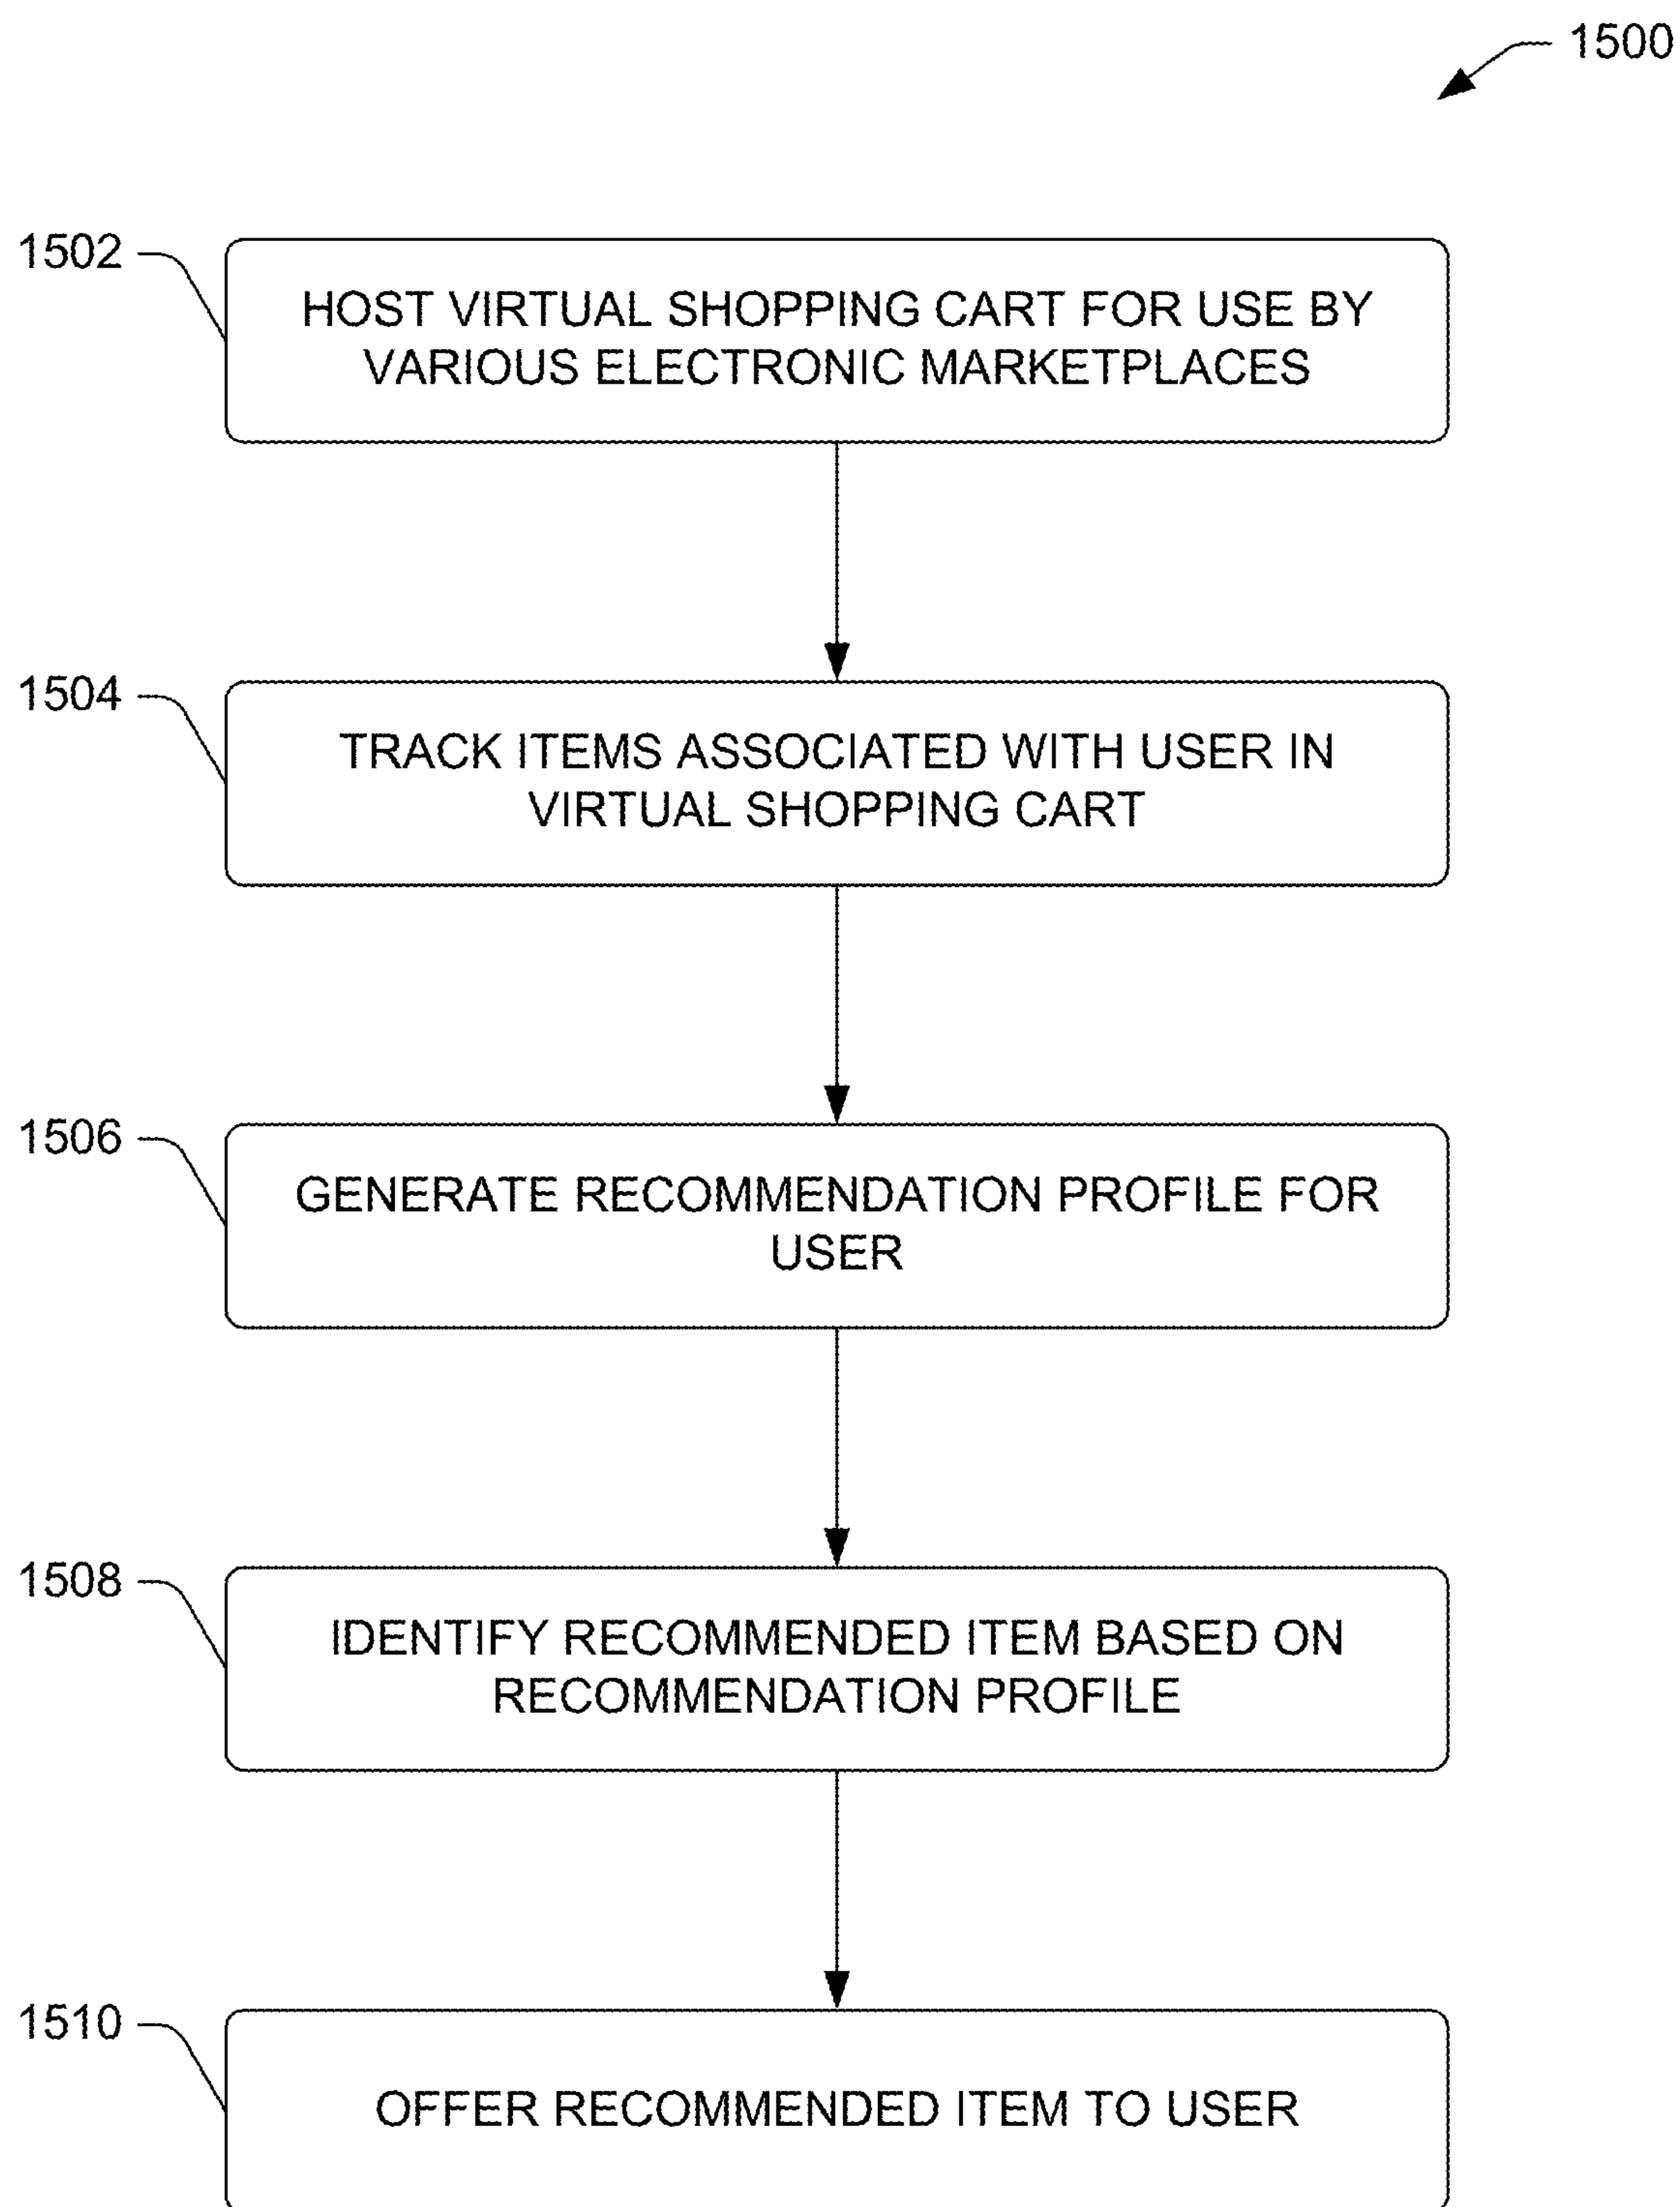 1500
1502
HOST VIRTUAL SHOPPING CART FOR USE BY
VARIOUS ELECTRONIC MARKETPLACES
1504
TRACK ITEMS ASSOCIATED WITH USER IN
VIRTUAL SHOPPING CART
1506
GENERATE RECOMMENDATION PROFILE FOR
USER
1508
IDENTIFY RECOMMENDED ITEM BASED ON
RECOMMENDATION PROFILE
1510
OFFER RECOMMENDED ITEM TO USER